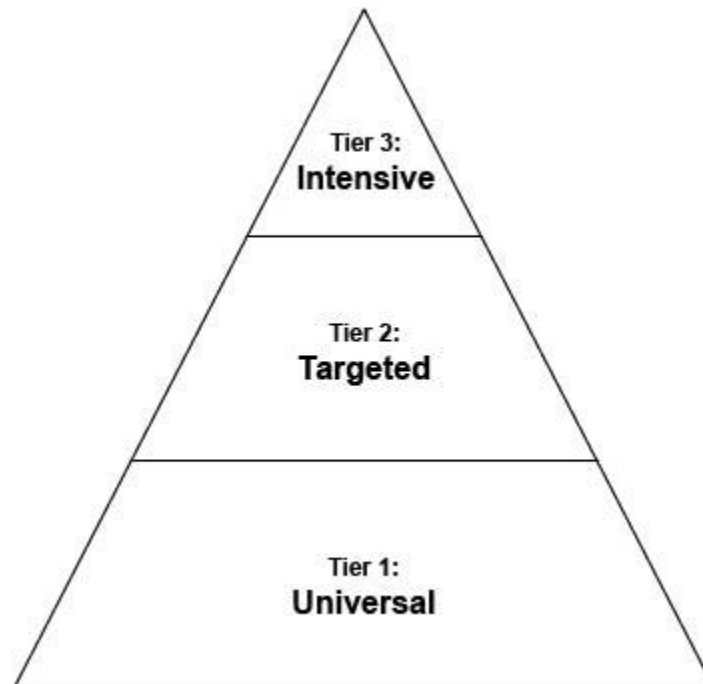 Tier 3:
Intensive
Tier 2:
Targeted
Tier 1:
Universal